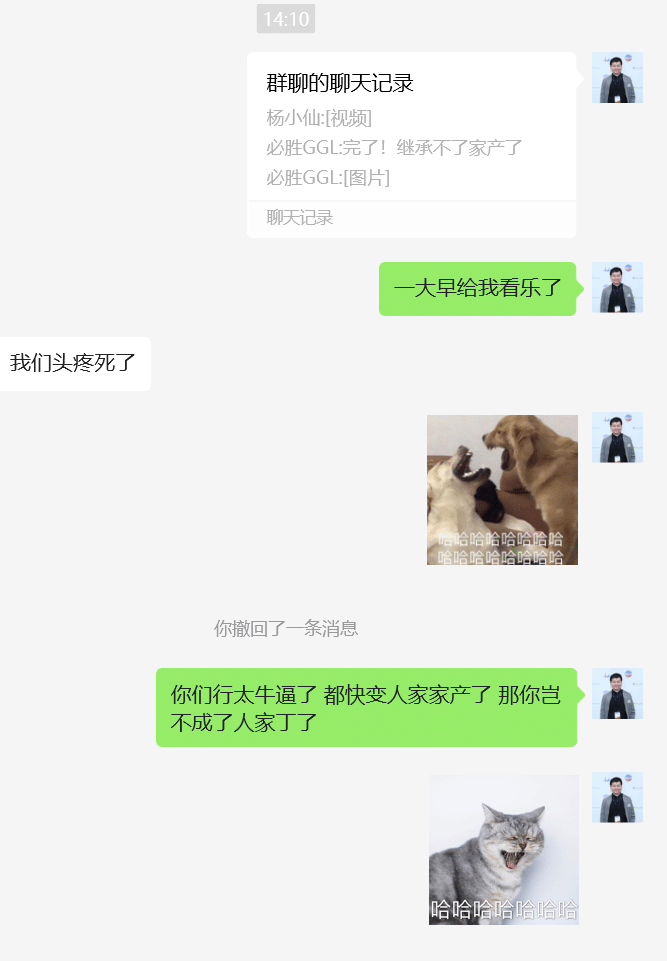 14:10
群聊的聊天记录
杨小仙:[视频]
必胜GGL:完了！继承不了家产了
必胜GGL:[图片]
聊天记录
一大早给我看乐了
我们头疼死了
哈哈哈哈哈哈哈哈
哈哈哈哈哈哈哈哈
你撤回了一条消息
你们行太牛逼了 都快变人家家产了 那你岂
不成了人家丁了
哈哈哈哈哈哈哈